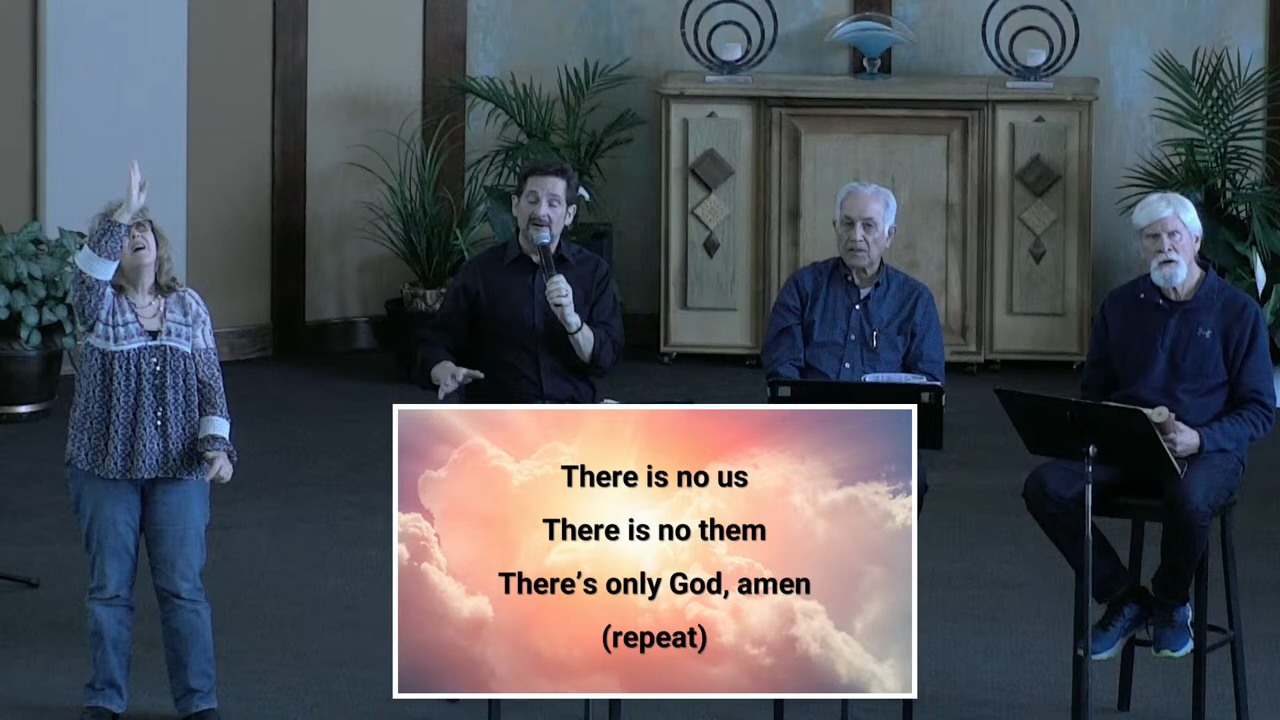 There is no us
There is no them
There’s only God, amen
(repeat)